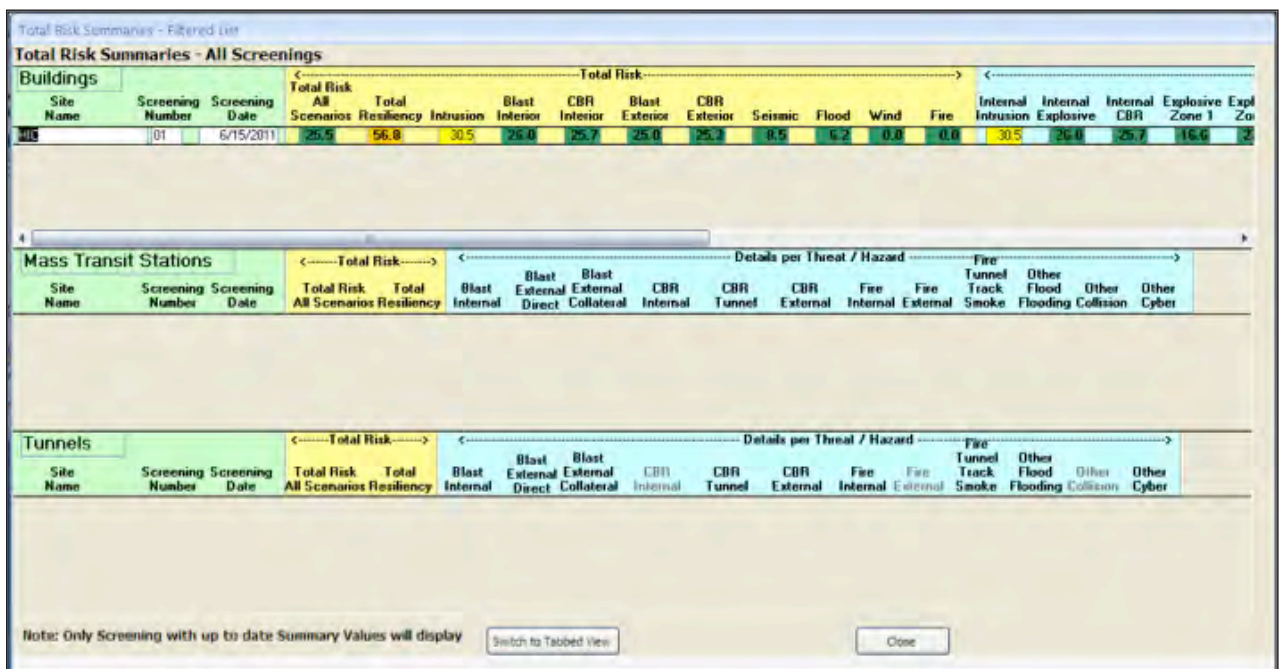 Total Risk Summaries - Filtered List
Total Risk Summaries - All Screenings
Buildings
<---Total Risk--->
<---
Site Name Screening Number Screening Date Total Risk All Scenarios Total Resiliency Intrusion Blast Interior CBR Interior Blast Exterior CBR Exterior Seismic Flood Wind Fire Internal Intrusion Internal Explosive Internal CBR Explosive Zone 1
01 6/15/2011 25.5 56.8 30.5 26.0 25.7 25.0 25.3 8.5 6.2 0.0 0.0 30.5 26.0 25.7 16.6
Mass Transit Stations
<---Total Risk--->
<---Details per Threat / Hazard--->
Site Name Screening Number Screening Date Total Risk All Scenarios Total Resiliency Blast Internal Blast External Direct Blast External Collateral CBR Internal CBR Tunnel CBR External Fire Internal Fire External Fire Tunnel Track Smoke Other Flood Flooding Other Collision Other Cyber
Tunnels
<---Total Risk--->
<---Details per Threat / Hazard--->
Site Name Screening Number Screening Date Total Risk All Scenarios Total Resiliency Blast Internal Blast External Direct Blast External Collateral CBR Internal CBR Tunnel CBR External Fire Internal Fire External Fire Tunnel Track Smoke Other Flood Flooding Other Collision Other Cyber
Note: Only Screening with up to date Summary Values will display
Switch to Tabbed View
Close